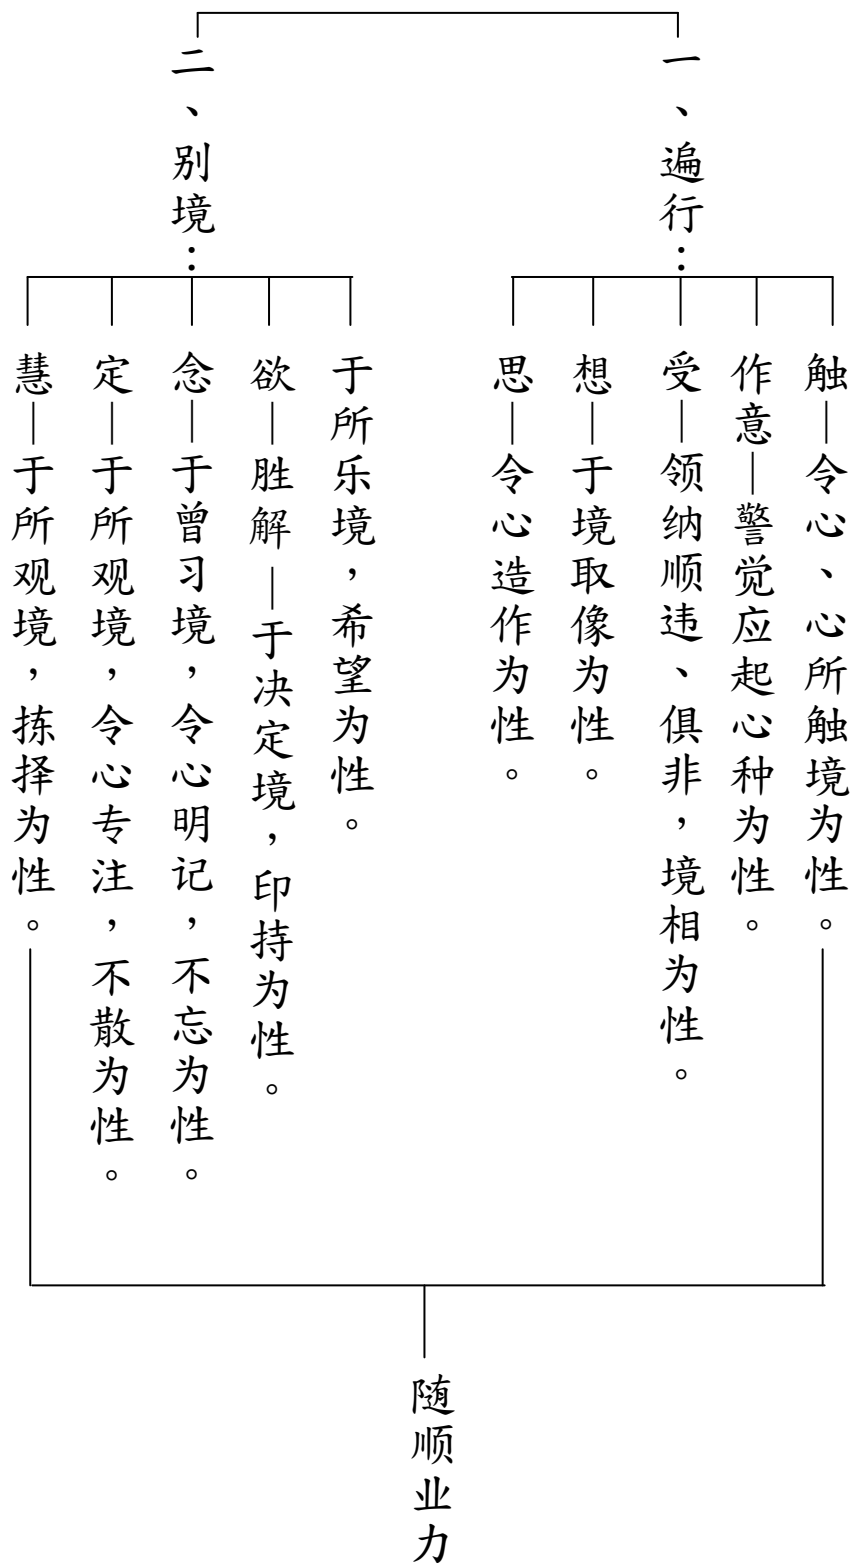 一、遍行：
触—令心、心所触境为性。
作意—警觉应起心种为性。
受—领纳顺违、俱非，境相为性。
想—于境取像为性。
思—令心造作为性。
二、别境：
于所乐境，希望为性。
欲—胜解—于决定境，印持为性。
念—于曾习境，令心明记，不忘为性。
定—于所观境，令心专注，不散为性。
慧—于所观境，拣择为性。
随顺业力